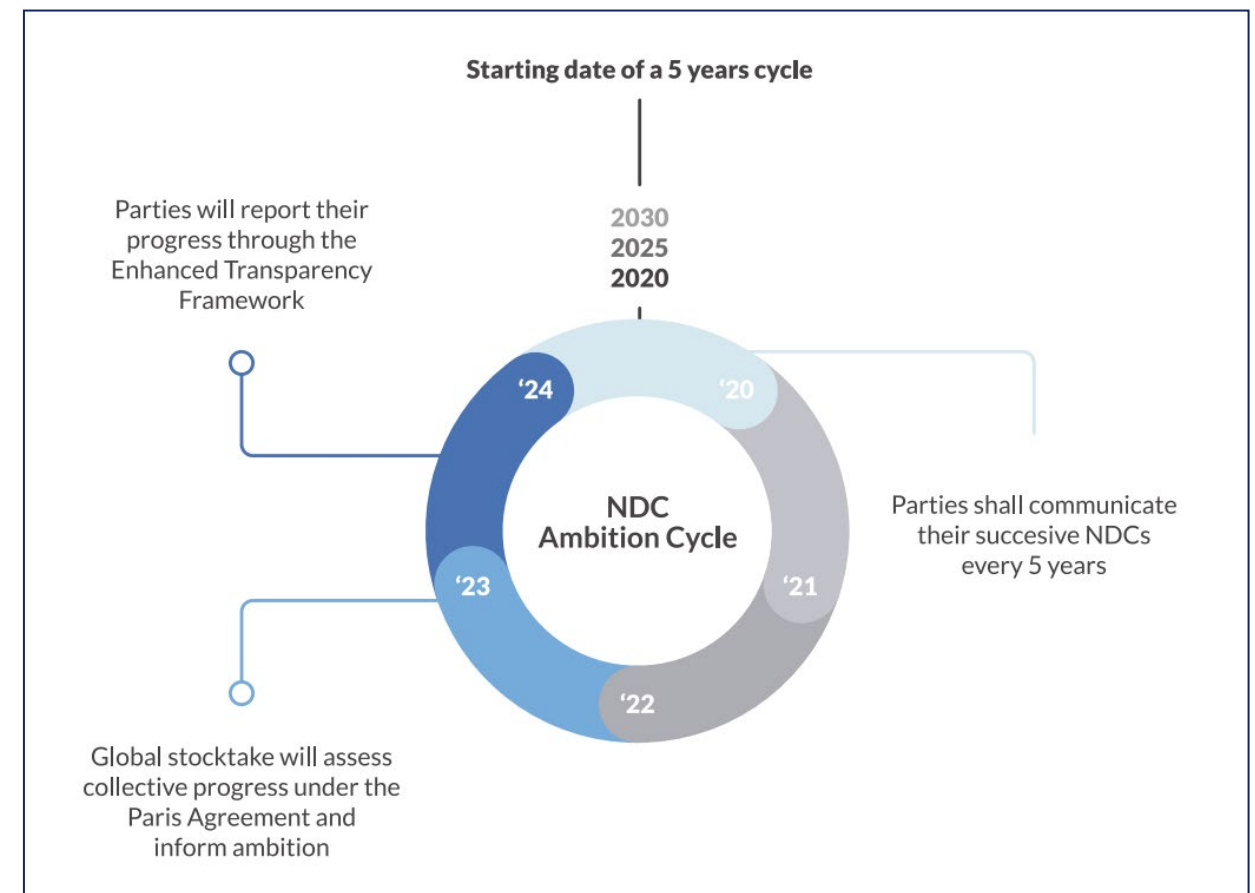 Starting date of a 5 years cycle
2030
2025
2020
Parties will report their
progress through the
Enhanced Transparency
Framework
‘24
‘20
NDC
Ambition Cycle
Parties shall communicate
their succesive NDCs
every 5 years
‘23
‘21
‘22
Global stocktake will assess
collective progress under the
Paris Agreement and
inform ambition